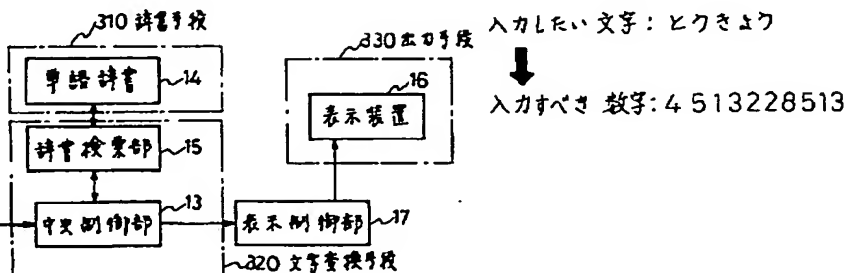 310 辞書手段
330 出力手段
入力したい文字: とうきょう
単語辞書 14
16
表示装置
入力すべき数字: 4513228513
辞書検索部 15
中央制御部 13
表示制御部 17
320 文字変換手段